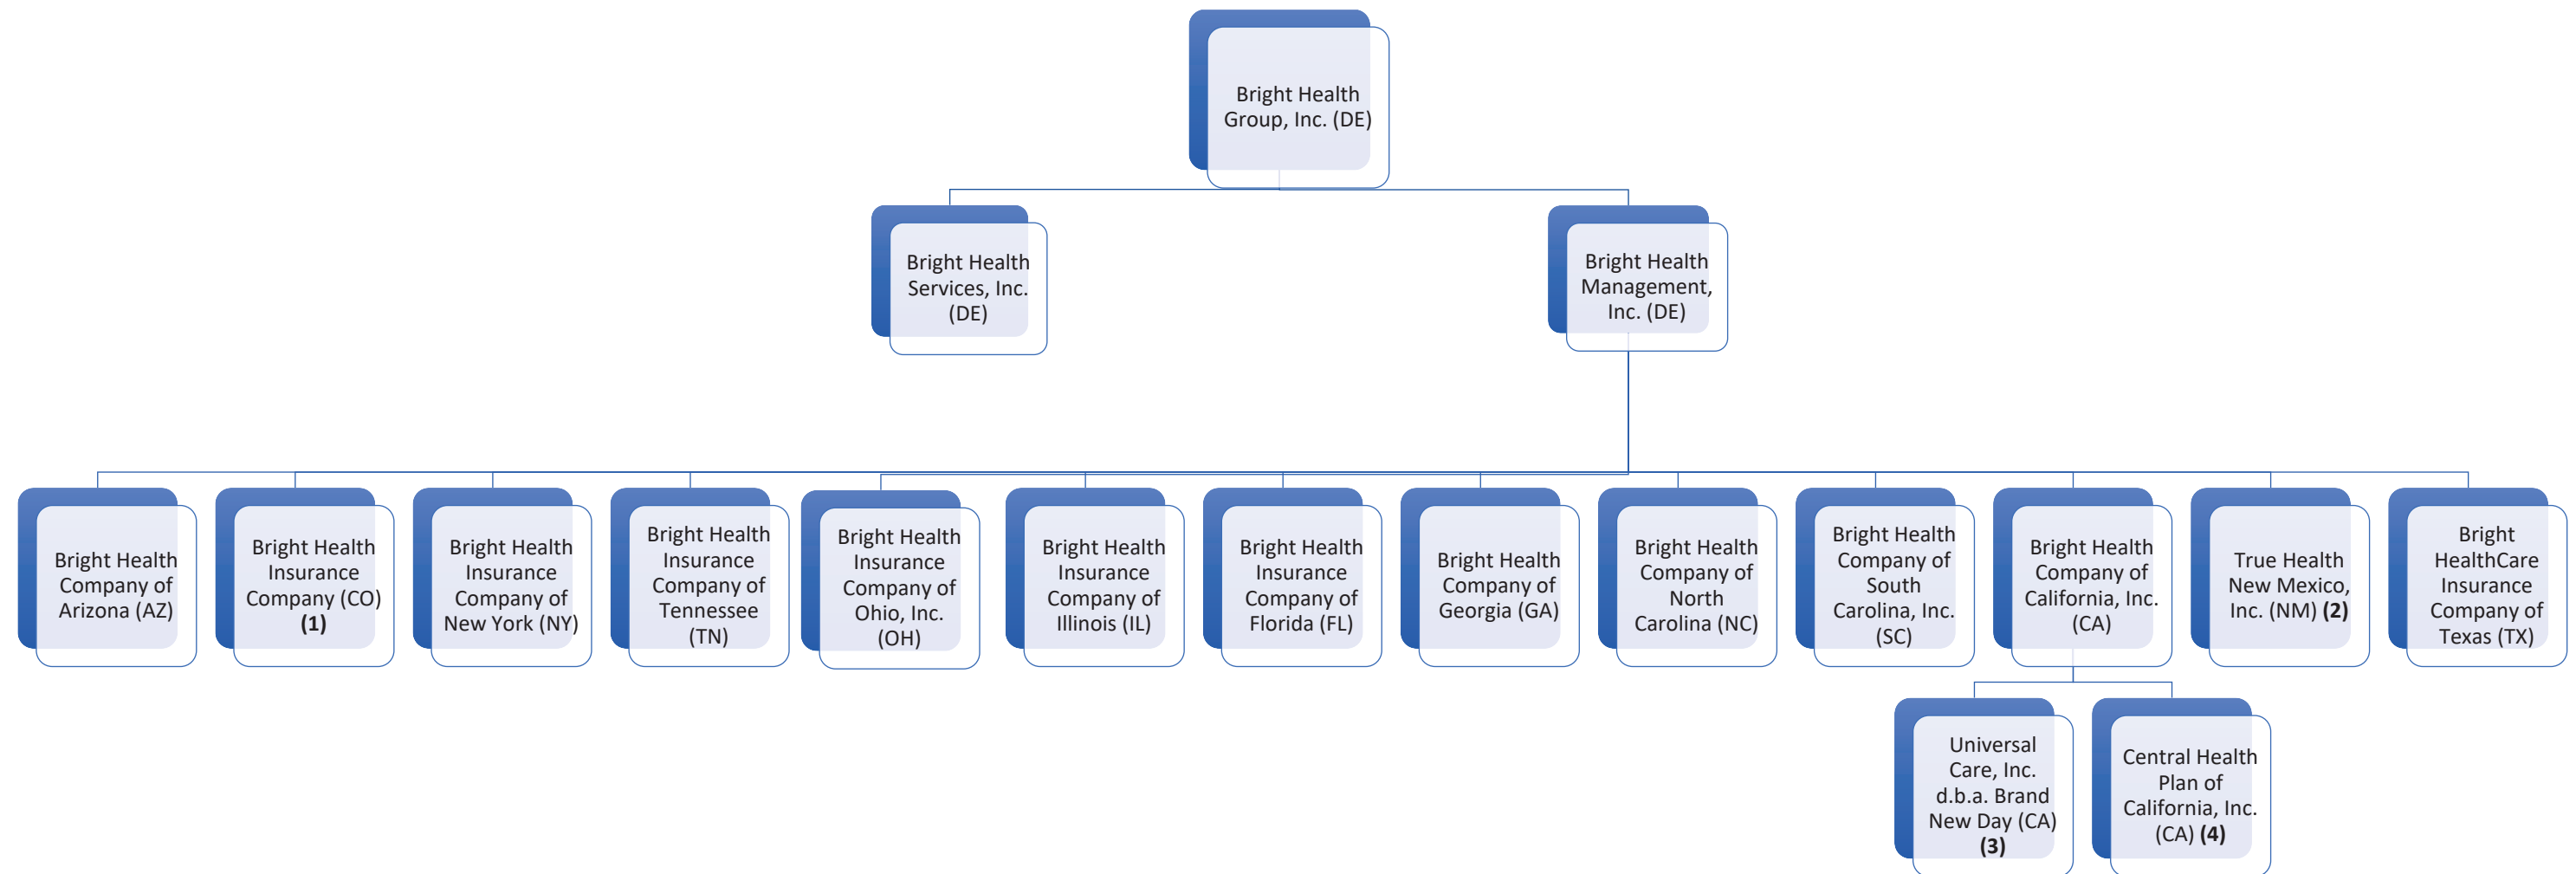 Bright Health
Group, Inc. (DE)
Bright Health
Services, Inc.
(DE)
Bright Health
Management,
Inc. (DE)
Bright Health
Company of
Arizona (AZ)
Bright Health
Insurance
Company (CO)
(1)
Bright Health
Insurance
Company of
New York (NY)
Bright Health
Insurance
Company of
Tennessee
(TN)
Bright Health
Insurance
Company of
Ohio, Inc.
(OH)
Bright Health
Insurance
Company of
Illinois (IL)
Bright Health
Insurance
Company of
Florida (FL)
Bright Health
Company of
Georgia (GA)
Bright Health
Company of
North
Carolina (NC)
Bright Health
Company of
South
Carolina, Inc.
(SC)
Bright Health
Company of
California, Inc.
(CA)
True Health
New Mexico,
Inc. (NM) (2)
Bright
HealthCare
Insurance
Company of
Texas (TX)
Universal
Care, Inc.
d.b.a. Brand
New Day (CA)
(3)
Central Health
Plan of
California, Inc.
(CA) (4)